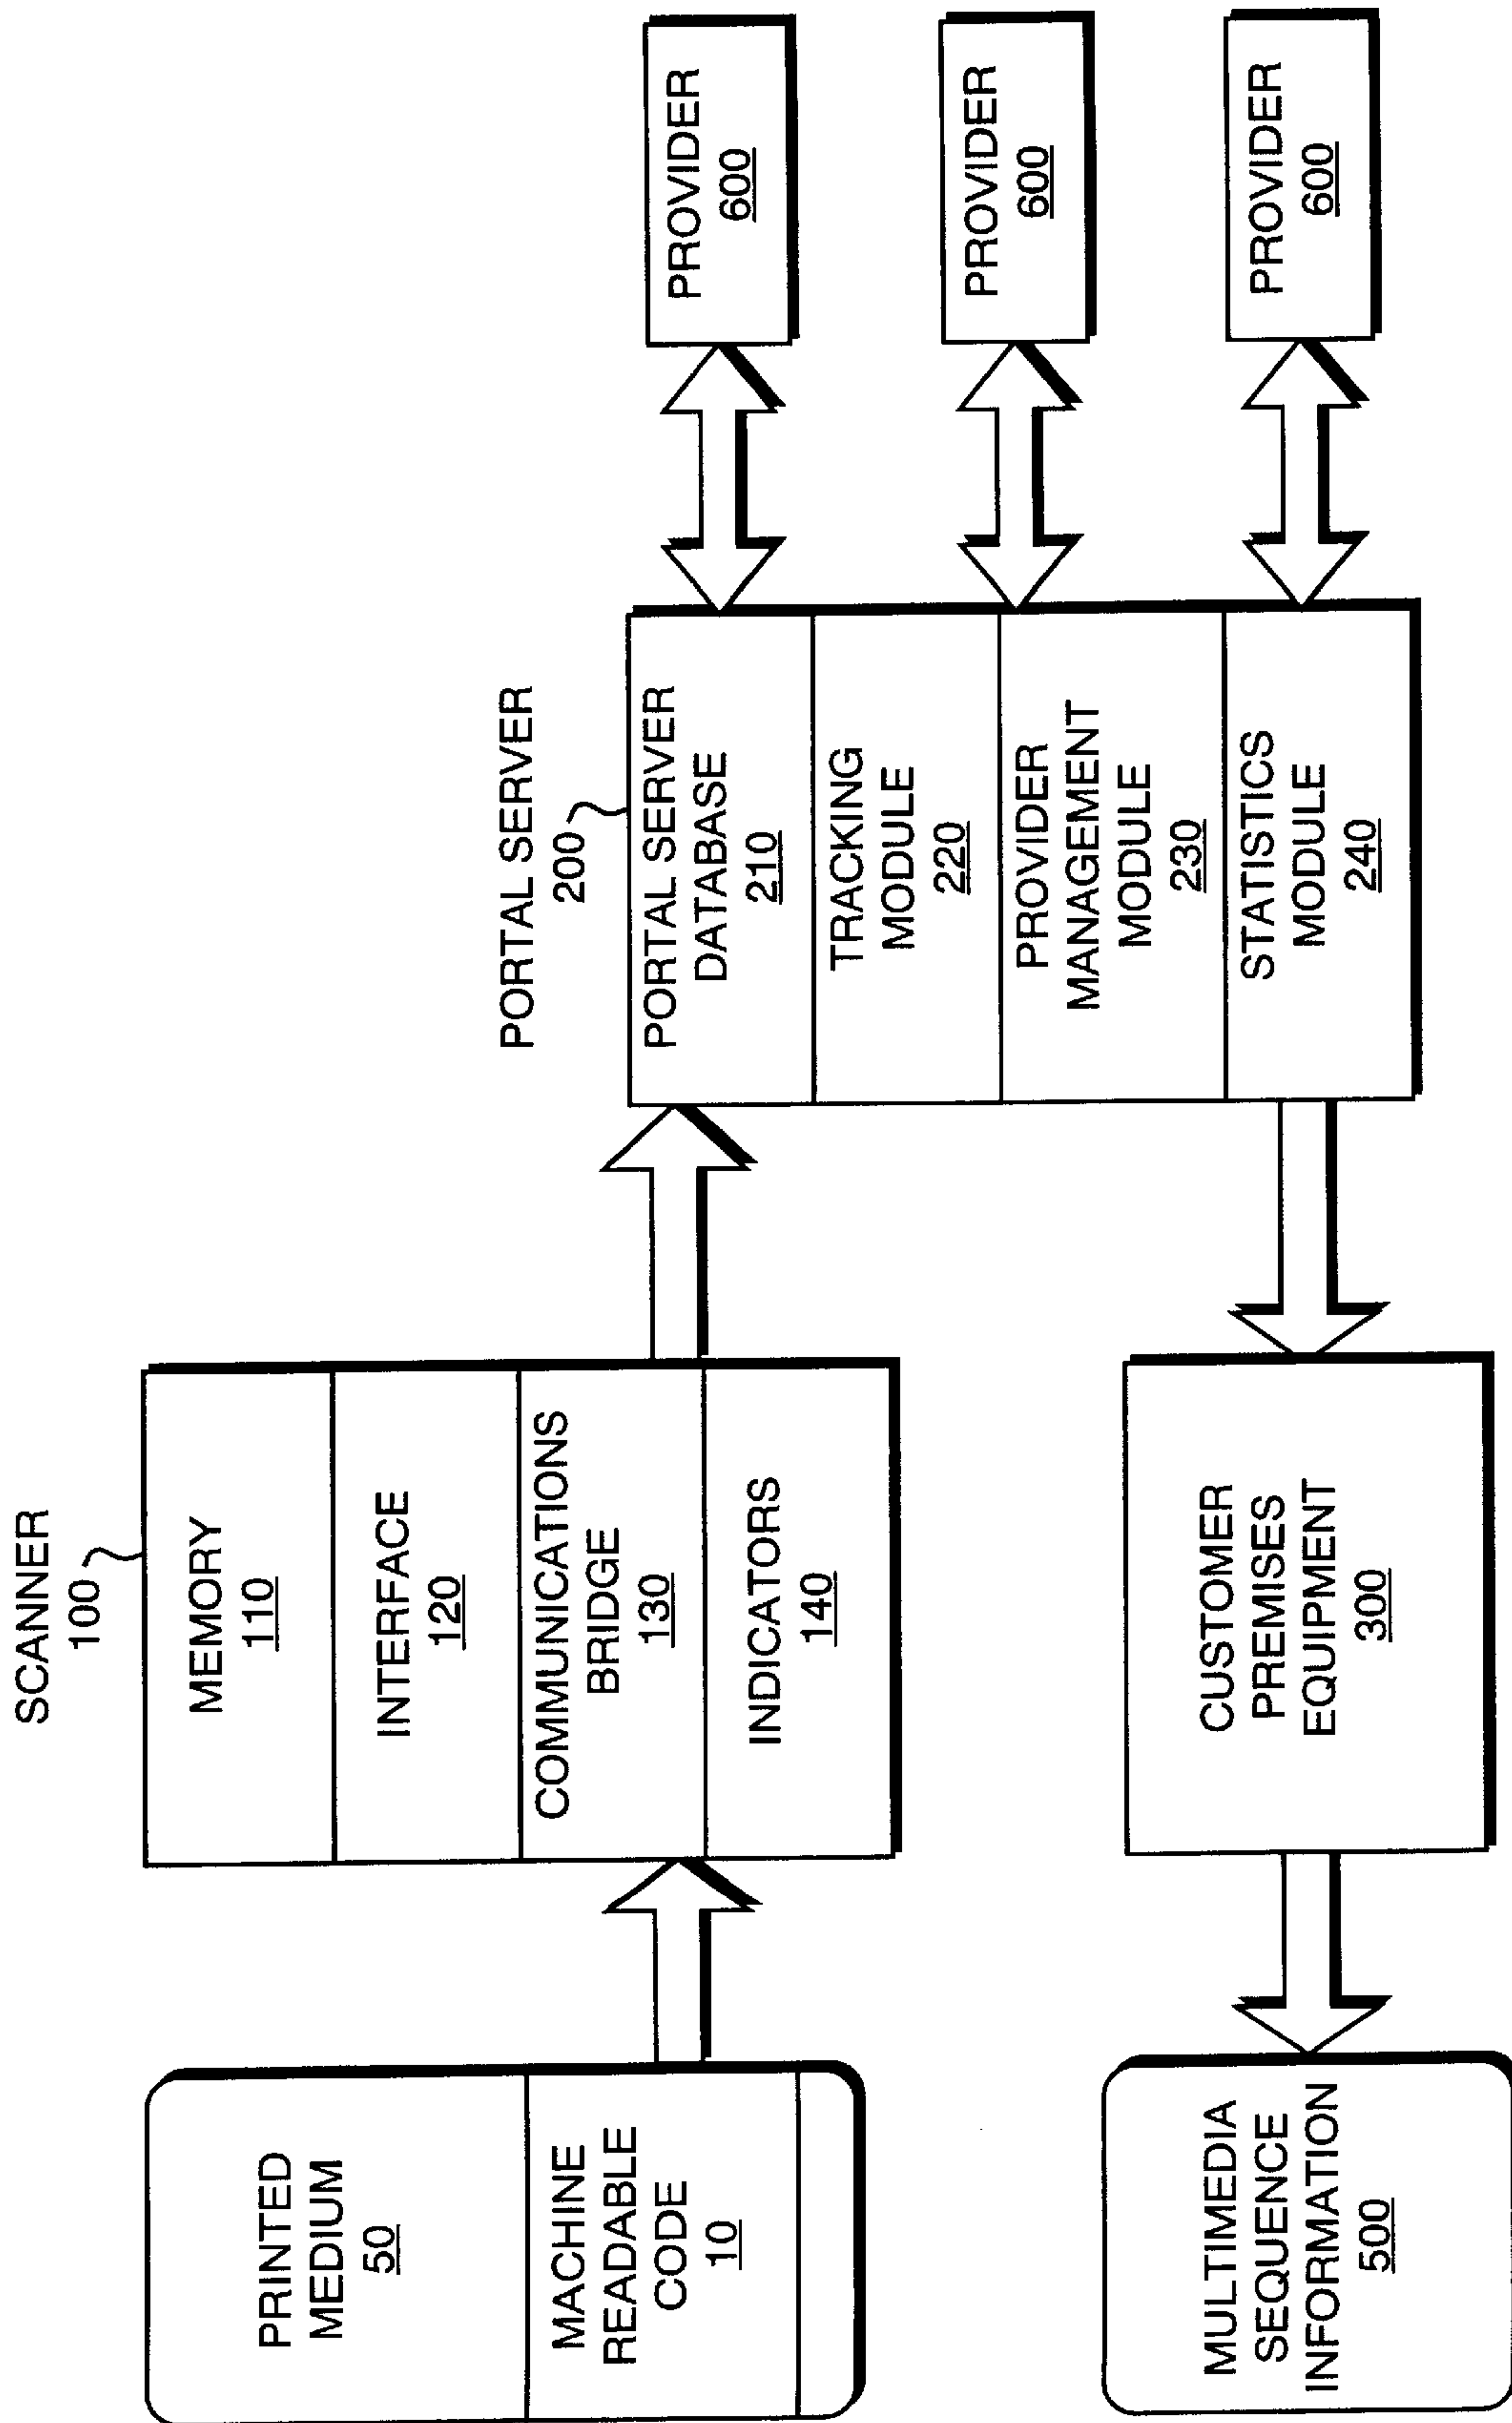 SCANNER
100
MEMORY
110
INTERFACE
120
COMMUNICATIONS
BRIDGE
130
INDICATORS
140
PRINTED
MEDIUM
50
MACHINE
READABLE
CODE
10
PORTAL SERVER
200
PORTAL SERVER
DATABASE
210
TRACKING
MODULE
220
PROVIDER
MANAGEMENT
MODULE
230
STATISTICS
MODULE
240
PROVIDER
600
PROVIDER
600
PROVIDER
600
CUSTOMER
PREMISES
EQUIPMENT
300
MULTIMEDIA
SEQUENCE
INFORMATION
500